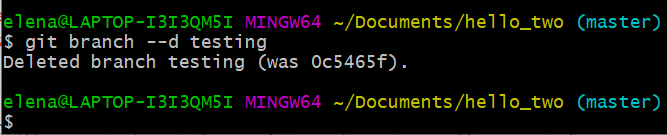 elena@LAPTOP-I3I3QM5I MINGW64 ~/Documents/hello_two (master)
$ git branch --d testing
Deleted branch testing (was 0c5465f).
elena@LAPTOP-I3I3QM5I MINGW64 ~/Documents/hello_two (master)
$